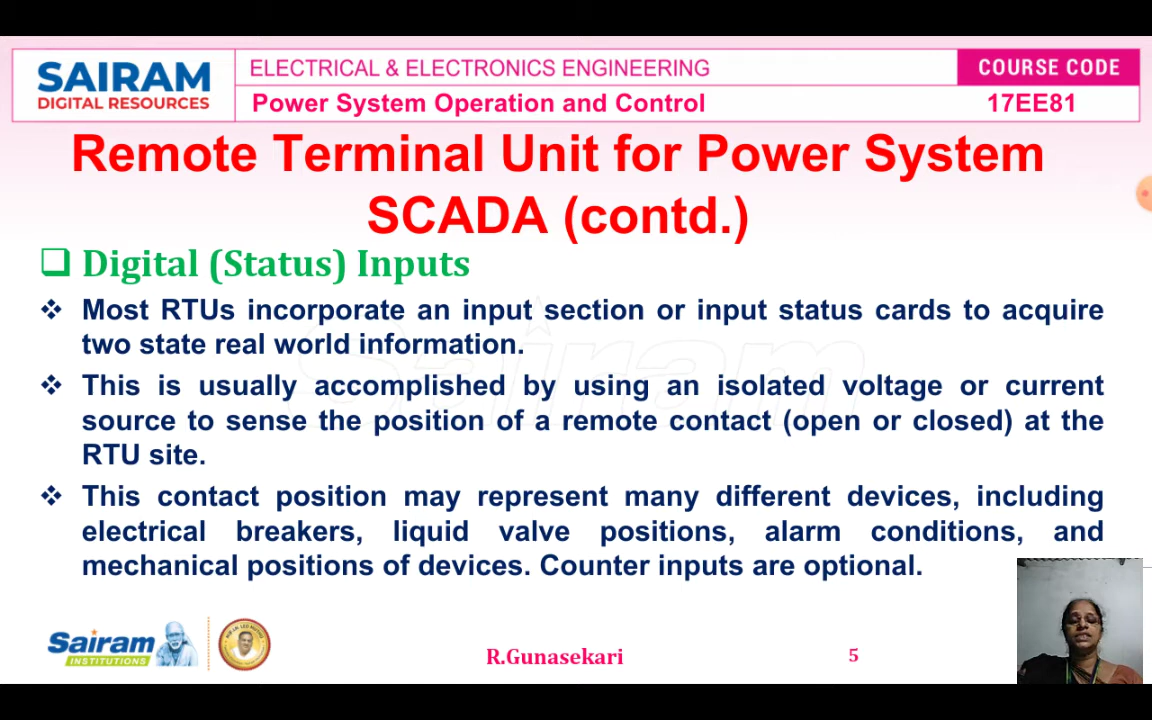 SAIRAM
DIGITAL RESOURCES
ELECTRICAL & ELECTRONICS ENGINEERING
COURSE CODE
Power System Operation and Control
17EE81
Remote Terminal Unit for Power System
SCADA (contd.)
Digital (Status) Inputs
Most RTUs incorporate an input section or input status cards to acquire
two state real world information.
This is usually accomplished by using an isolated voltage or current
source to sense the position of a remote contact (open or closed) at the
RTU site.
This contact position may represent many different devices, including
electrical breakers, liquid valve positions, alarm conditions, and
mechanical positions of devices. Counter inputs are optional.
Sairam
Sairam
INSTITUTIONS
R.Gunasekari
5